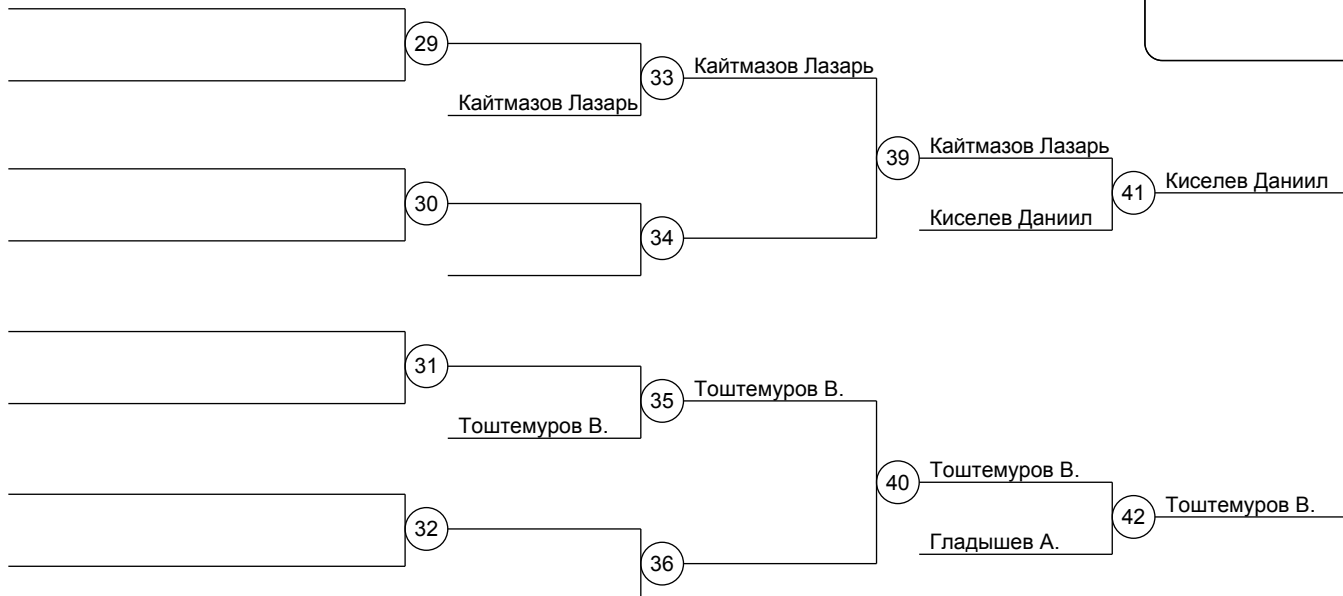 29
33
Кайтмазов Лазарь
Кайтмазов Лазарь
39
Кайтмазов Лазарь
41
Киселев Даниил
30
Киселев Даниил
34
31
35
Тоштемуров В.
Тоштемуров В.
40
Тоштемуров В.
42
Тоштемуров В.
32
Гладышев А.
36